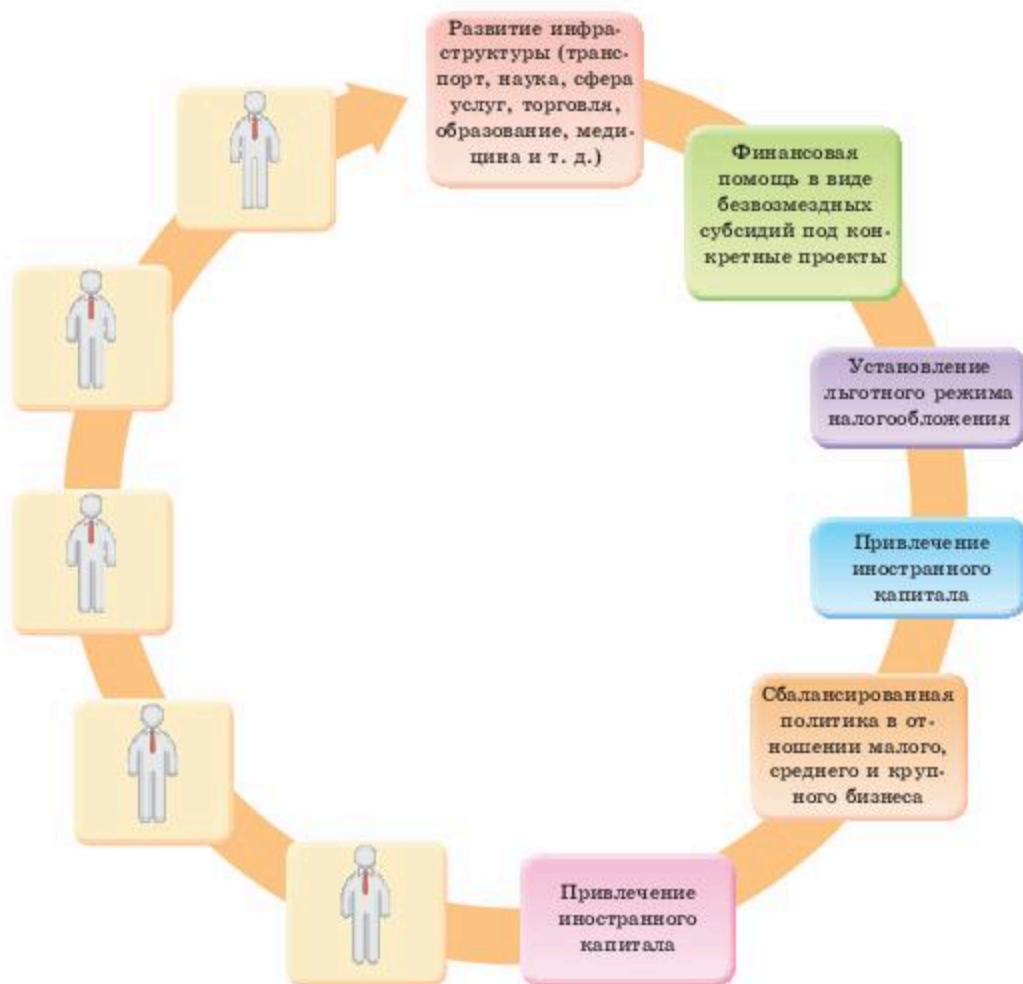 Развитие инфра-
структуры (транс-
порт, наука, сфера
услуг, торговля,
образование, меди-
цина и т. д.)
Финансовая
помощь в виде
безвозмездных
субсидий под кон-
кретные проекты
Установление
льготного режима
налогообложения
Привлечение
иностранного
капитала
Сбалансированная
политика в от-
ношении малого,
среднего и круп-
ного бизнеса
Привлечение
иностранного
капитала